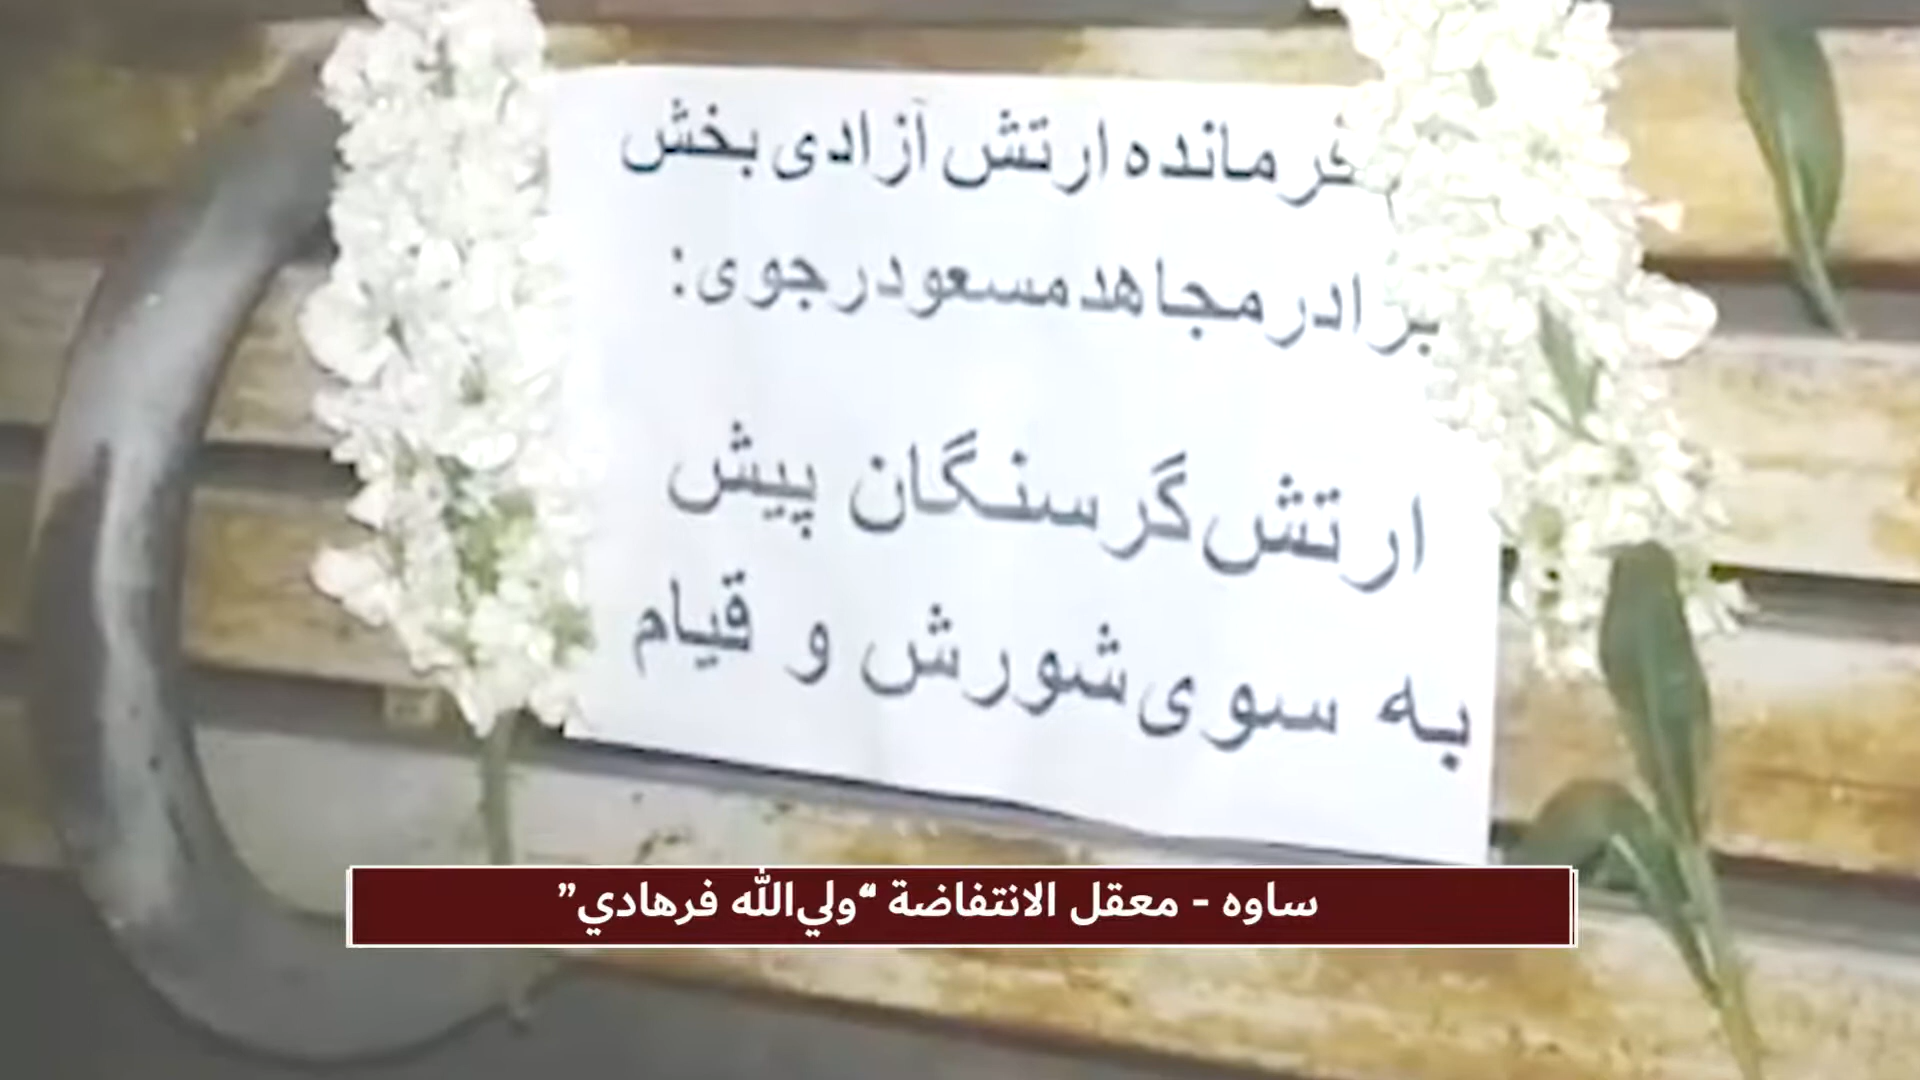 فرمانده ارتش آزادی بخش
برادر مجاهد مسعود رجوی:
ارتش گرسنگان پیش
به سوی شورش و قیام
ساوه - معقل الانتفاضة “ولي‌الله فرهادي”